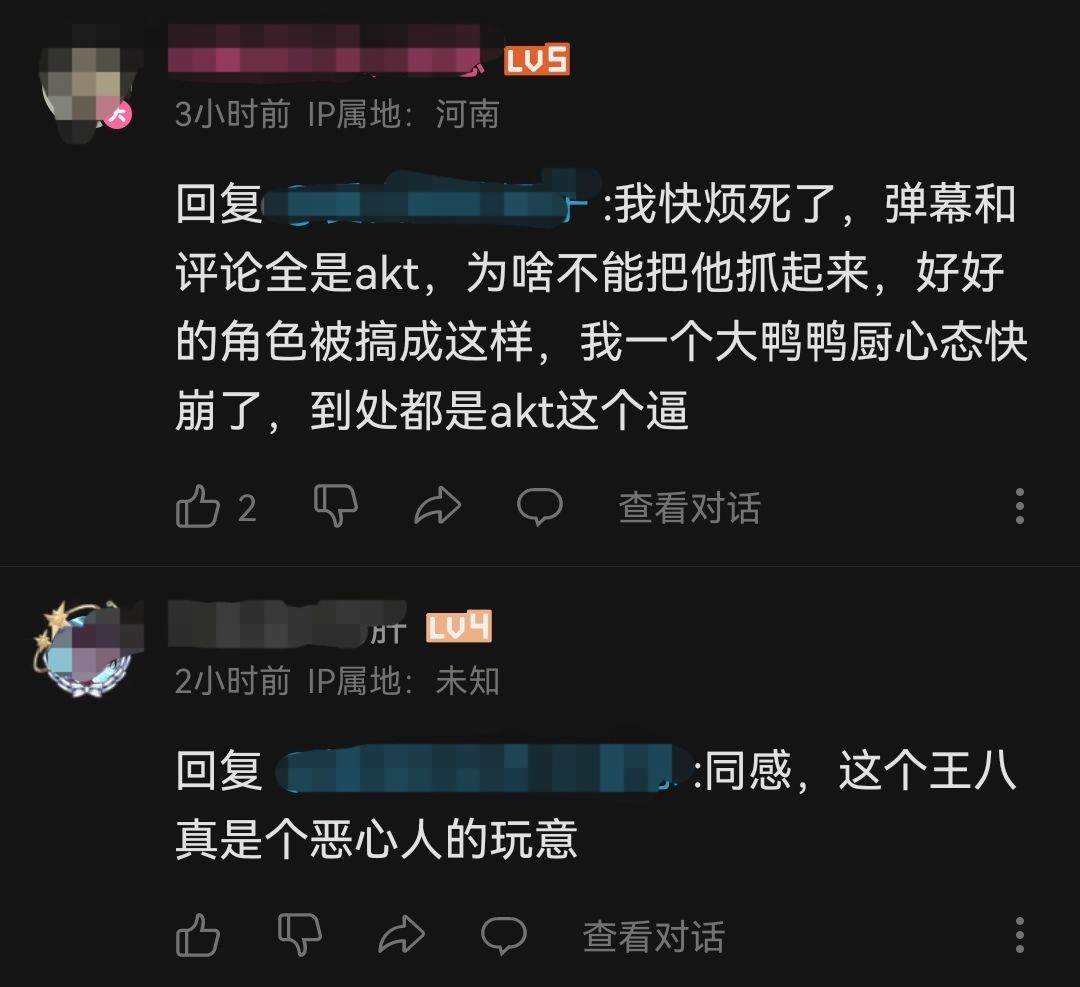 LV5
3小时前 IP属地：河南
回复 :我快烦死了，弹幕和
评论全是akt，为啥不能把他抓起来，好好
的角色被搞成这样，我一个大鸭鸭厨心态快
崩了，到处都是akt这个逼
2 查看对话
肝 LV4
2小时前 IP属地：未知
回复 :同感，这个王八
真是个恶心人的玩意
查看对话